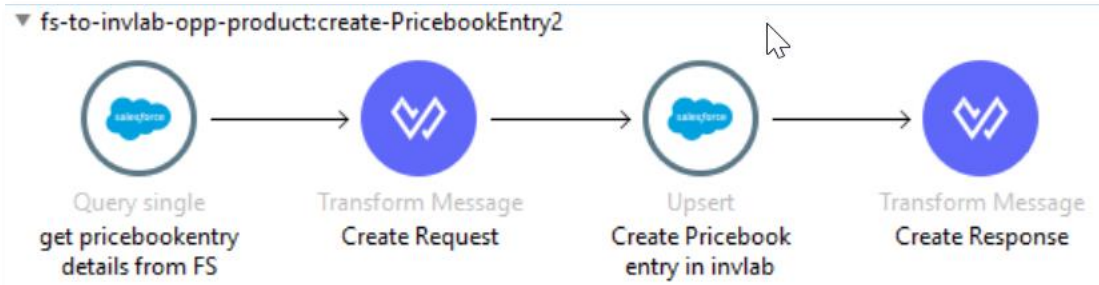 fs-to-invlab-opp-product:create-PricebookEntry2
salesforce
salesforce
Query single
Transform Message
Upsert
Transform Message
get pricebookentry
details from FS
Create Request
Create Pricebook
entry in invlab
Create Response